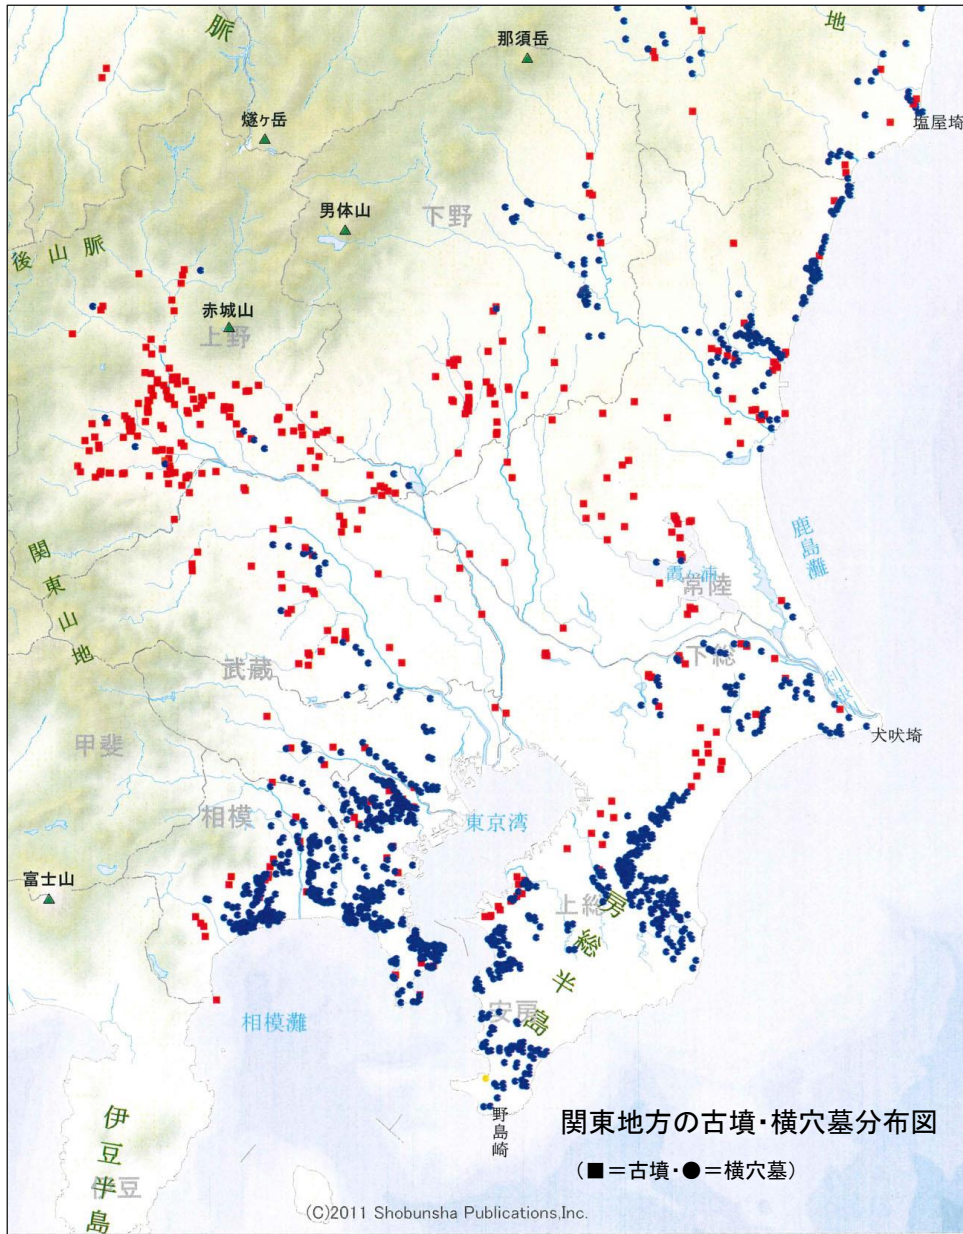 脈
地
那須岳
燧ヶ岳
塩屋埼
男体山
下野
後山脈
赤城山
上野
鹿島灘
関東山地
霞ヶ浦
常陸
下総
利根川
武蔵
犬吠埼
甲斐
相模
東京湾
富士山
上総
房総半島
安房
相模灘
野島崎
伊豆半島
伊豆
関東地方の古墳・横穴墓分布図
(■=古墳・●=横穴墓)
(C)2011 Shobunsha Publications,Inc.